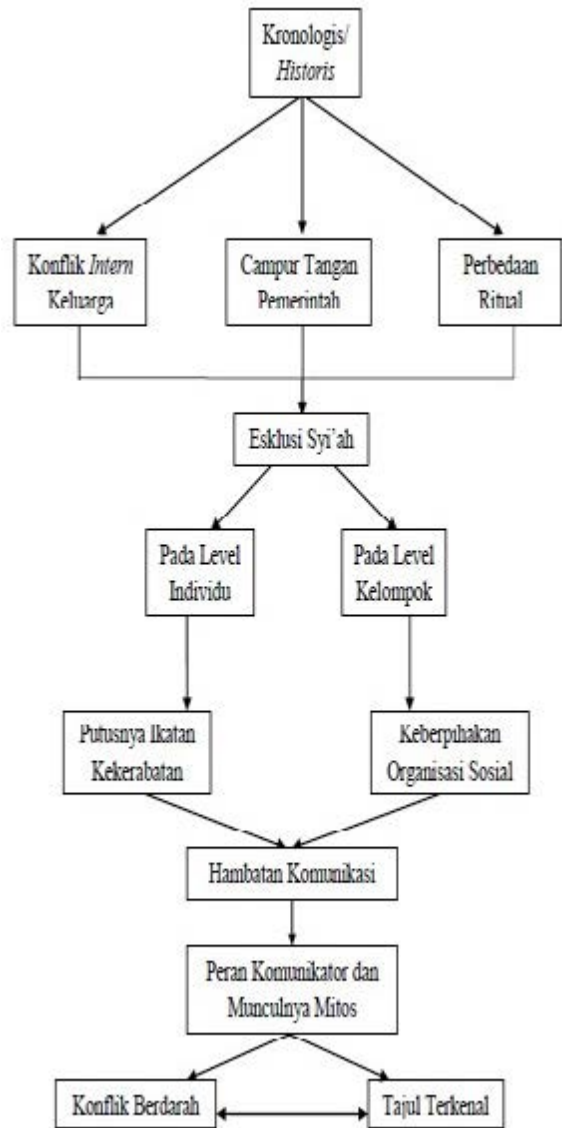 Kronologis/
Historis
Konflik Intern
Keluarga
Campur Tangan
Pemerintah
Perbedaan
Ritual
Esklusi Syi’ah
Pada Level
Individu
Pada Level
Kelompok
Putusnya Ikatan
Kekerabatan
Keberpihakan
Organisasi Sosial
Hambatan Komunikasi
Peran Komunikator dan
Munculnya Mitos
Konflik Berdarah
Tajul Terkenal